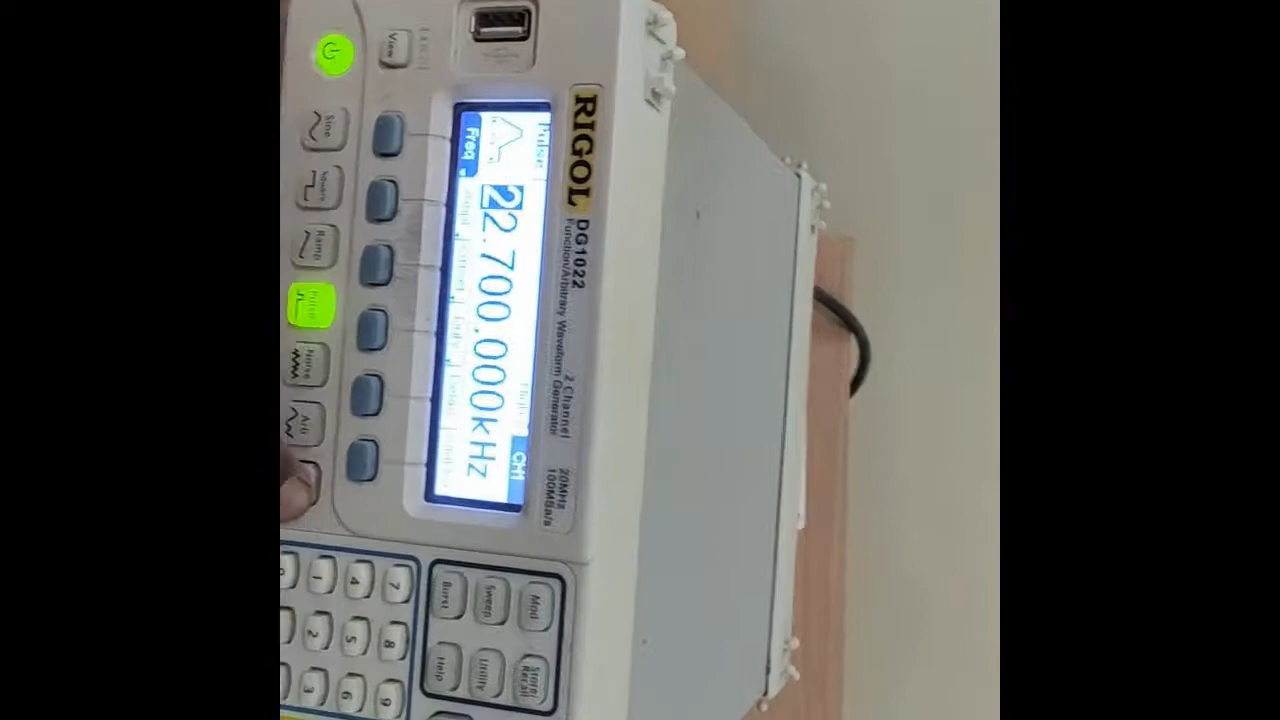 RIGOL
DG1022
Function/Arbitrary Waveform Generator
2 Channel
20MHz
100MSa/s
Pulse
CH1
22.700,000kHz
Freq
View
Sine
Square
Ramp
Pulse
Noise
Arb
Mod
Sweep
Burst
Store/
Recall
Utility
Help
7
8
9
4
5
6
1
2
3